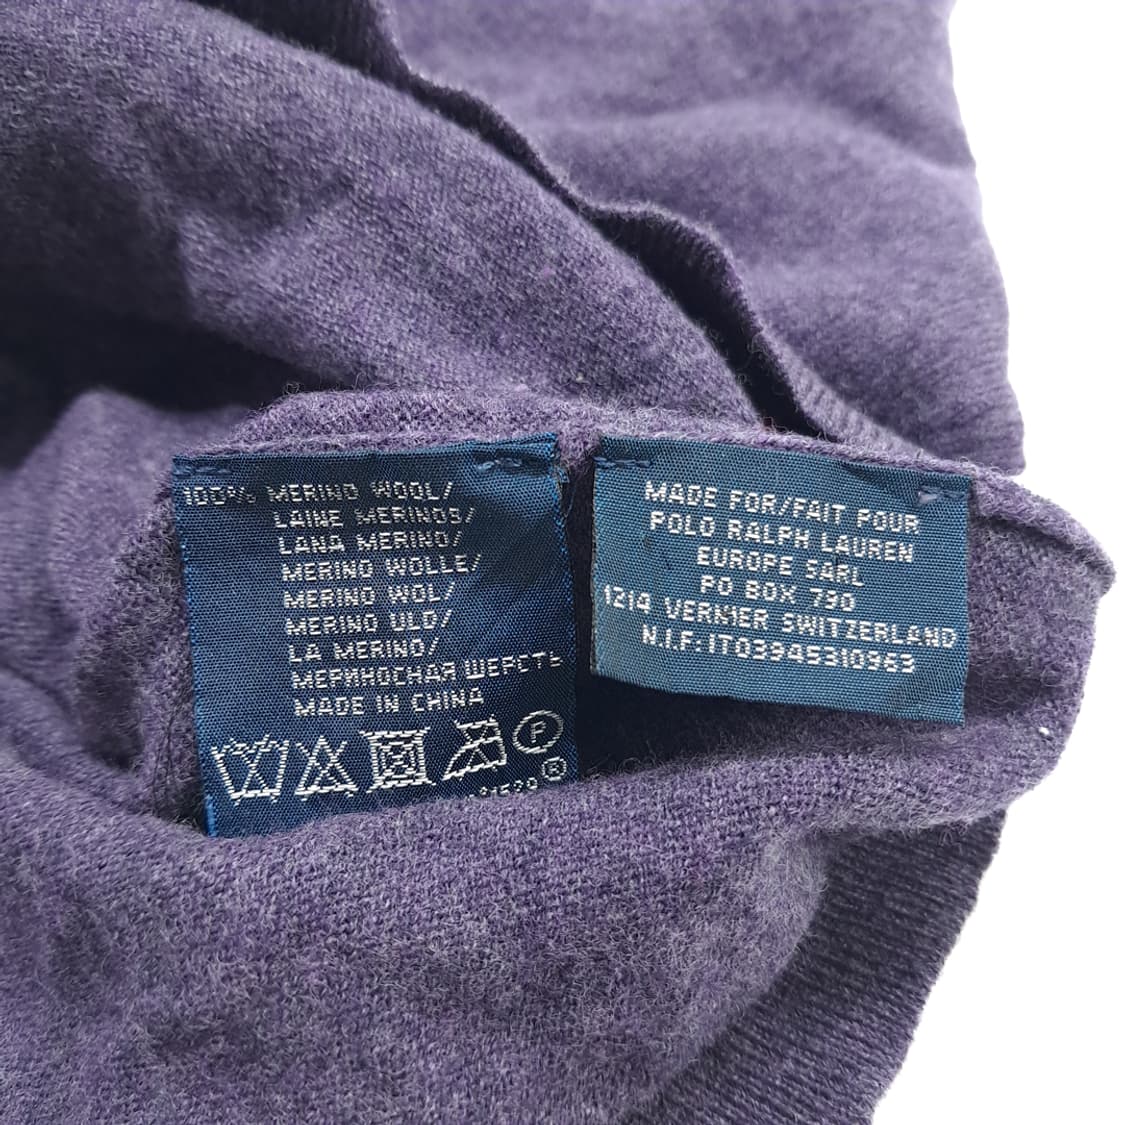 100% MERINO WOOL/
LAINE MERINOS/
LANA MERINO/
MERINO WOLLE/
MERINO WOL/
MERINO ULD/
LA MERINO/
МЕРИНОСНАЯ ШЕРСТЬ
MADE IN CHINA
P
®
MADE FOR/FAIT POUR
POLO RALPH LAUREN
EUROPE SARL
PO BOX 790
1214 VERNIER SWITZERLAND
N.I.F:IT03945310963